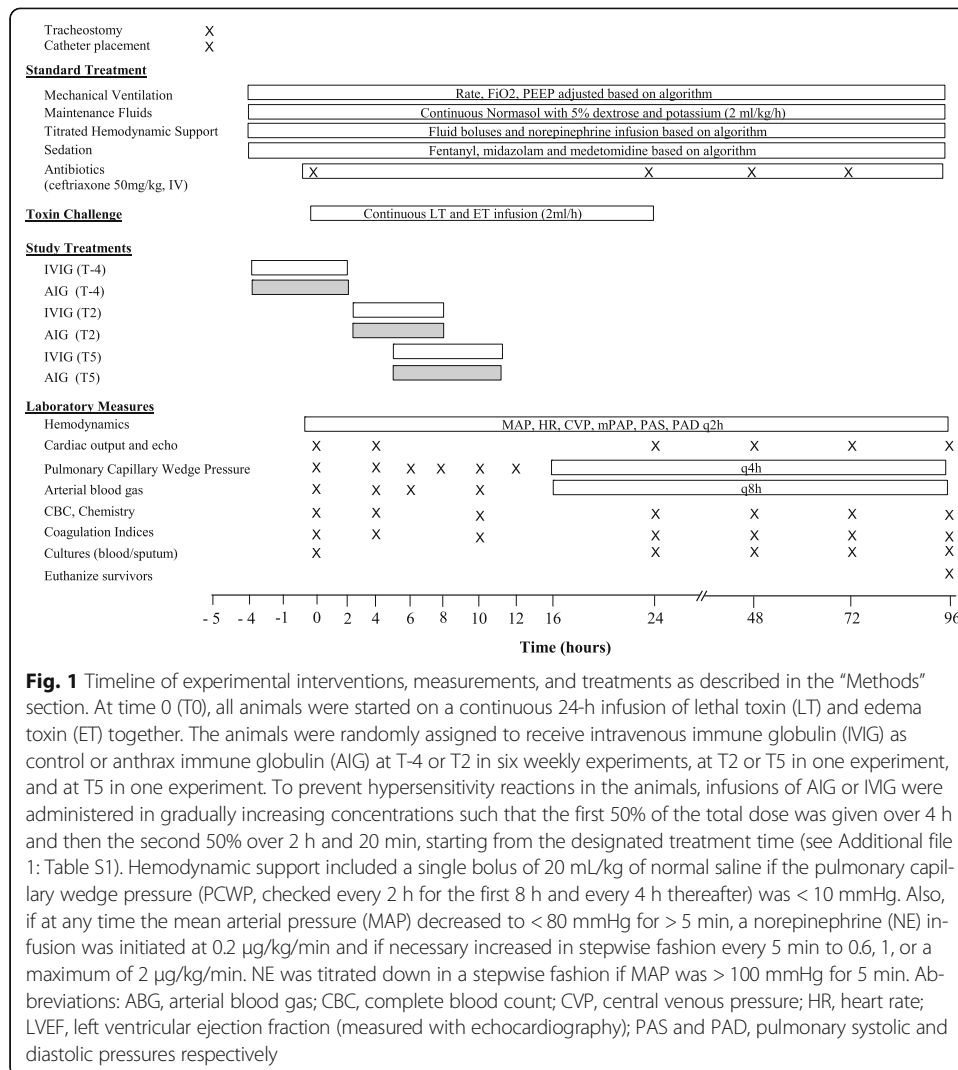 Tracheostomy X
Catheter placement X
Standard Treatment
Mechanical Ventilation Rate, FiO2, PEEP adjusted based on algorithm
Maintenance Fluids Continuous Normasol with 5% dextrose and potassium (2 ml/kg/h)
Titrated Hemodynamic Support Fluid boluses and norepinephrine infusion based on algorithm
Sedation Fentanyl, midazolam and medetomidine based on algorithm
Antibiotics X X X X
(ceftriaxone 50mg/kg, IV)
Toxin Challenge Continuous LT and ET infusion (2ml/h)
Study Treatments
IVIG (T-4)
AIG (T-4)
IVIG (T2)
AIG (T2)
IVIG (T5)
AIG (T5)
Laboratory Measures
Hemodynamics MAP, HR, CVP, mPAP, PAS, PAD q2h
Cardiac output and echo X X X X X X
Pulmonary Capillary Wedge Pressure X X X X X X q4h
Arterial blood gas X X X X q8h
CBC, Chemistry X X X X X X X
Coagulation Indices X X X X X X X
Cultures (blood/sputum) X X X X X
Euthanize survivors X
-5 -4 -1 0 2 4 6 8 10 12 16 24 48 72 96
Time (hours)
Fig. 1 Timeline of experimental interventions, measurements, and treatments as described in the “Methods”
section. At time 0 (T0), all animals were started on a continuous 24-h infusion of lethal toxin (LT) and edema
toxin (ET) together. The animals were randomly assigned to receive intravenous immune globulin (IVIG) as
control or anthrax immune globulin (AIG) at T-4 or T2 in six weekly experiments, at T2 or T5 in one experiment,
and at T5 in one experiment. To prevent hypersensitivity reactions in the animals, infusions of AIG or IVIG were
administered in gradually increasing concentrations such that the first 50% of the total dose was given over 4 h
and then the second 50% over 2 h and 20 min, starting from the designated treatment time (see Additional file
1: Table S1). Hemodynamic support included a single bolus of 20 mL/kg of normal saline if the pulmonary capil-
lary wedge pressure (PCWP, checked every 2 h for the first 8 h and every 4 h thereafter) was < 10 mmHg. Also,
if at any time the mean arterial pressure (MAP) decreased to < 80 mmHg for > 5 min, a norepinephrine (NE) in-
fusion was initiated at 0.2 μg/kg/min and if necessary increased in stepwise fashion every 5 min to 0.6, 1, or a
maximum of 2 μg/kg/min. NE was titrated down in a stepwise fashion if MAP was > 100 mmHg for 5 min. Ab-
breviations: ABG, arterial blood gas; CBC, complete blood count; CVP, central venous pressure; HR, heart rate;
LVEF, left ventricular ejection fraction (measured with echocardiography); PAS and PAD, pulmonary systolic and
diastolic pressures respectively